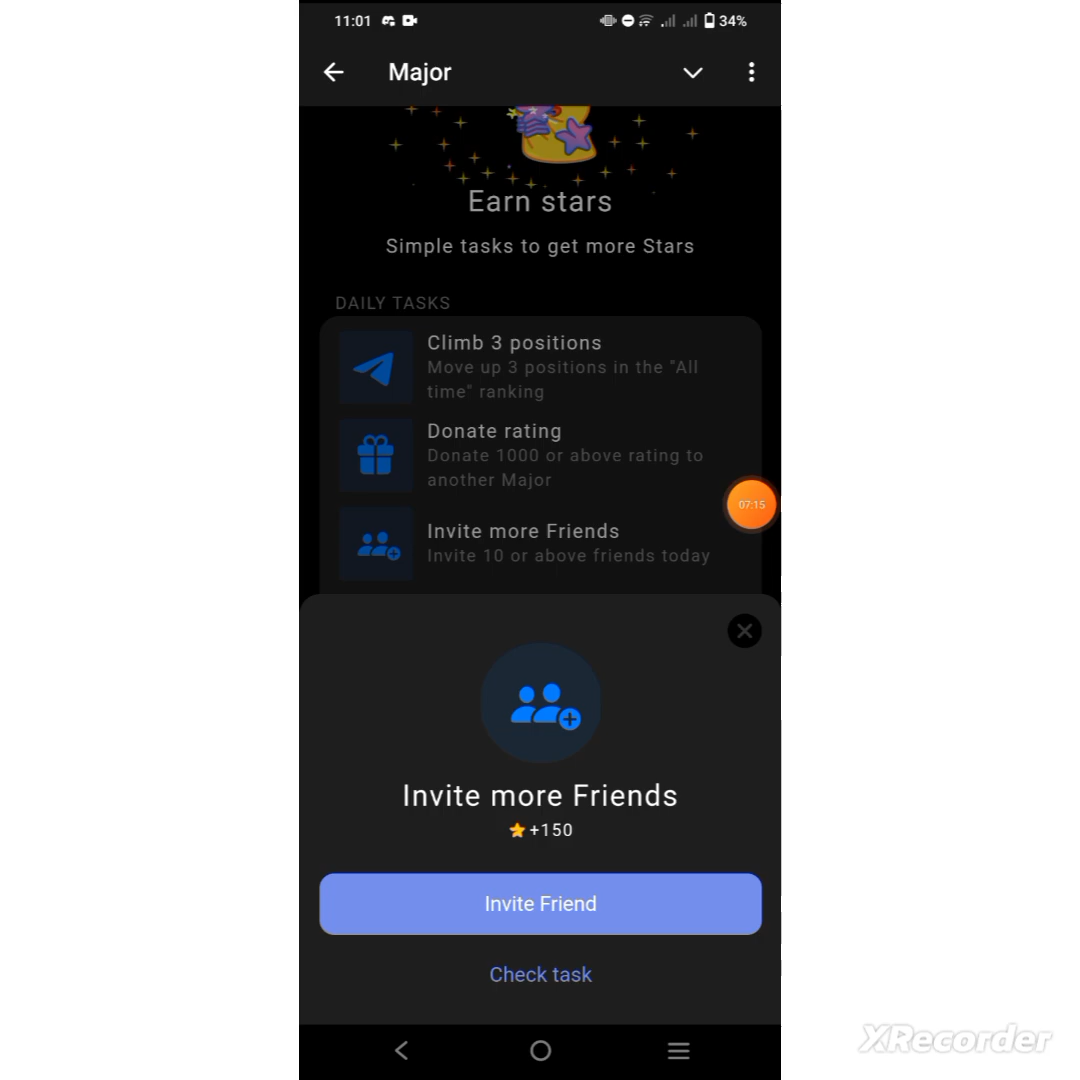 11:01
34%
Major
Earn stars
Simple tasks to get more Stars
DAILY TASKS
Climb 3 positions
Move up 3 positions in the "All
time" ranking
Donate rating
Donate 1000 or above rating to
another Major
07:15
Invite more Friends
Invite 10 or above friends today
Invite more Friends
+150
Invite Friend
Check task
XRecorder